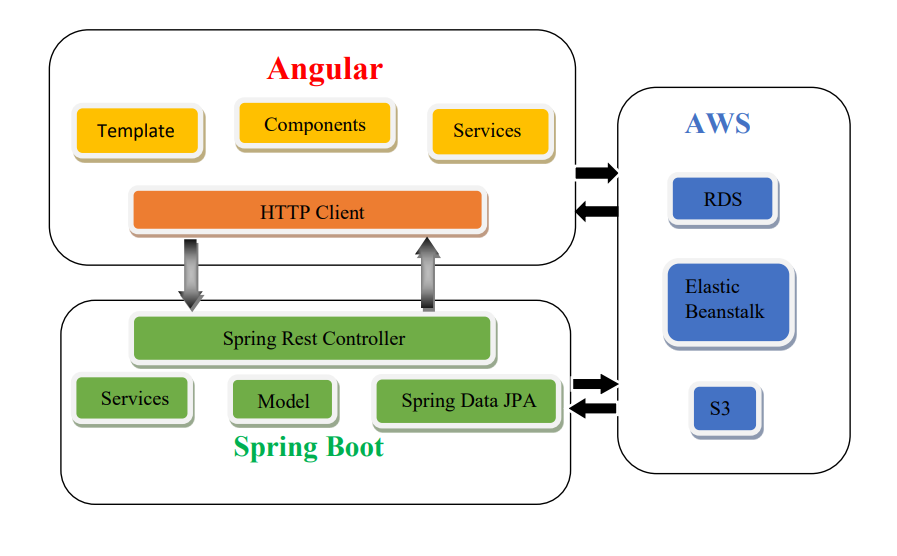 Angular
Template
Components
Services
HTTP Client
Spring Rest Controller
Services
Model
Spring Data JPA
Spring Boot
AWS
RDS
Elastic
Beanstalk
S3